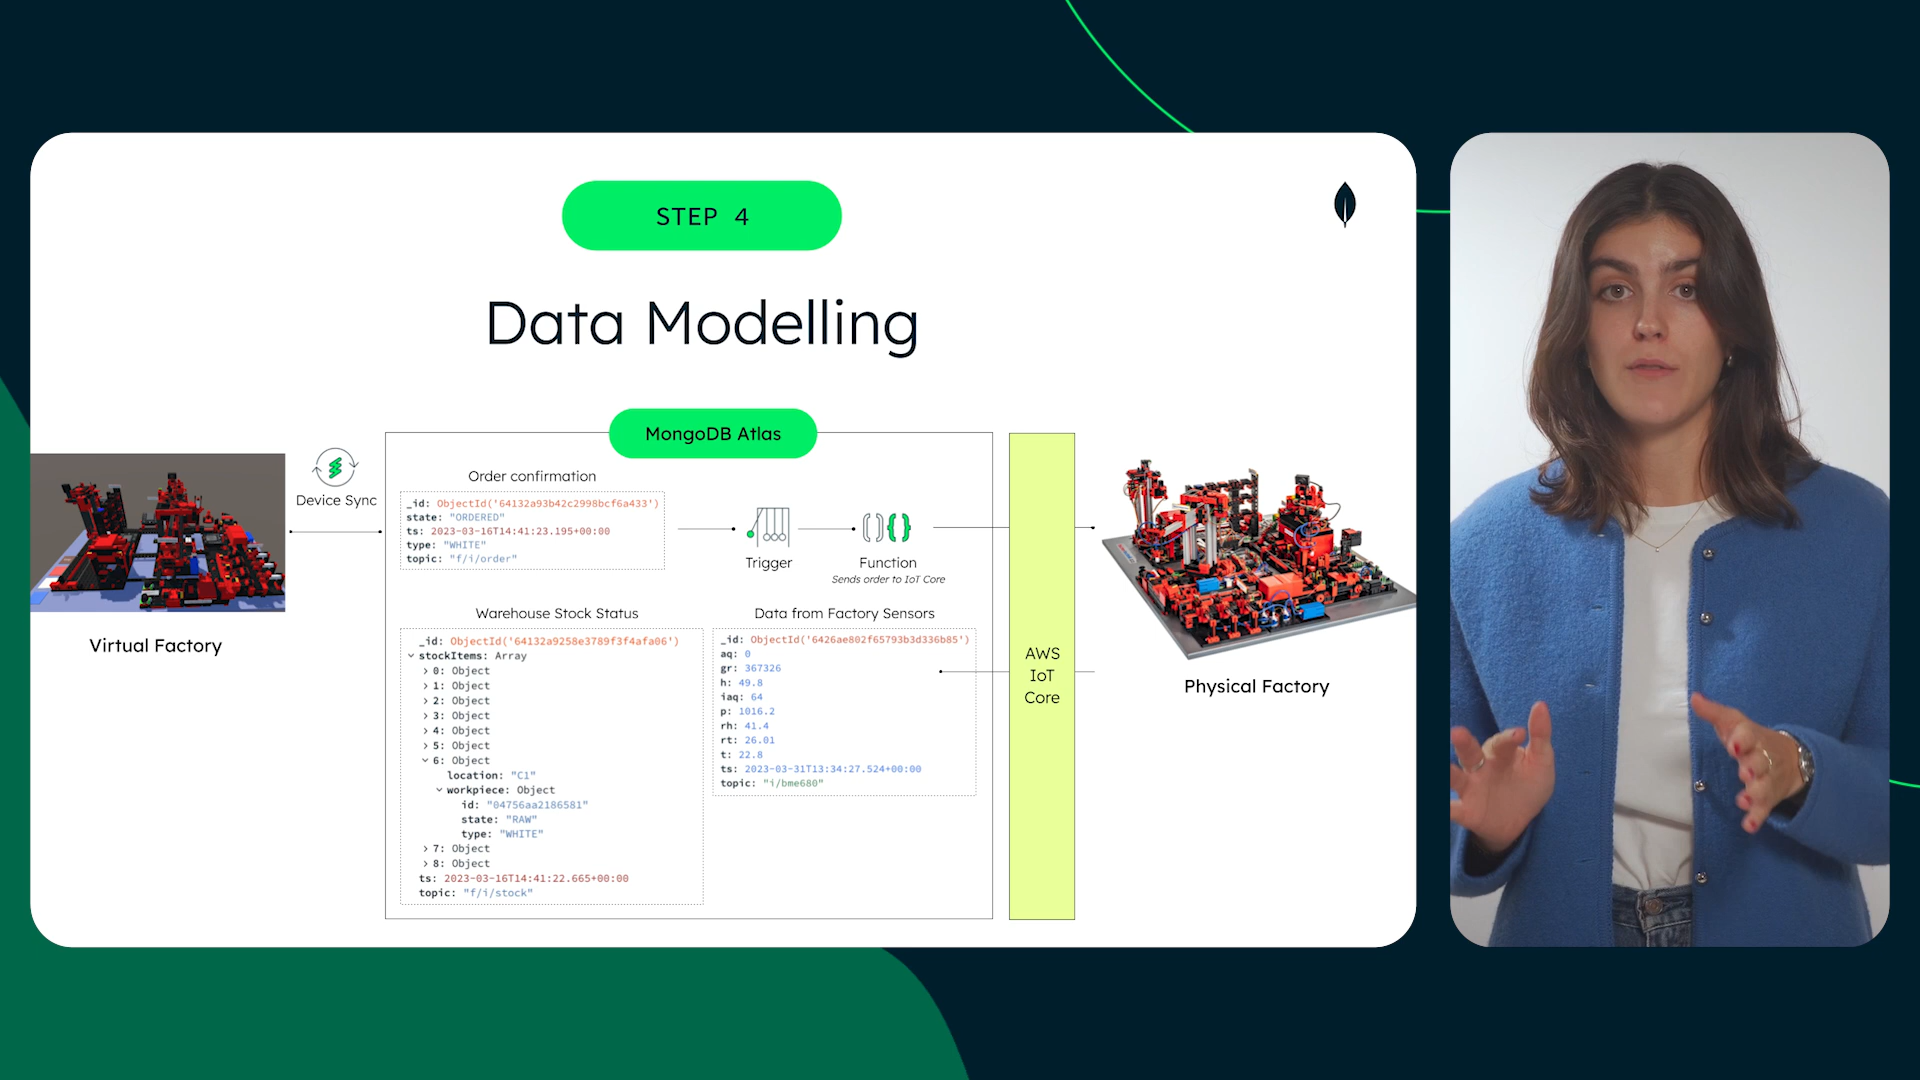 STEP 4
Data Modelling
MongoDB Atlas
Device Sync
Virtual Factory
Order confirmation
_id: ObjectId('64132a93b42c2998bcf6a433')
state: "ORDERED"
ts: 2023-03-16T14:41:23.195+00:00
type: "WHITE"
topic: "f/i/order"
Trigger
Function
Sends order to IoT Core
Warehouse Stock Status
_id: ObjectId('64132a9258e3789f3f4afa06')
stockItems: Array
0: Object
1: Object
2: Object
3: Object
4: Object
5: Object
6: Object
location: "C1"
workpiece: Object
id: "04756aa2186581"
state: "RAW"
type: "WHITE"
7: Object
8: Object
ts: 2023-03-16T14:41:22.665+00:00
topic: "f/i/stock"
Data from Factory Sensors
_id: ObjectId('6426ae802f65793b3d336b85')
aq: 0
gr: 367326
h: 49.8
iaq: 64
p: 1016.2
rh: 41.4
rt: 26.01
t: 22.8
ts: 2023-03-31T13:34:27.524+00:00
topic: "i/bme680"
AWS
IoT
Core
Physical Factory